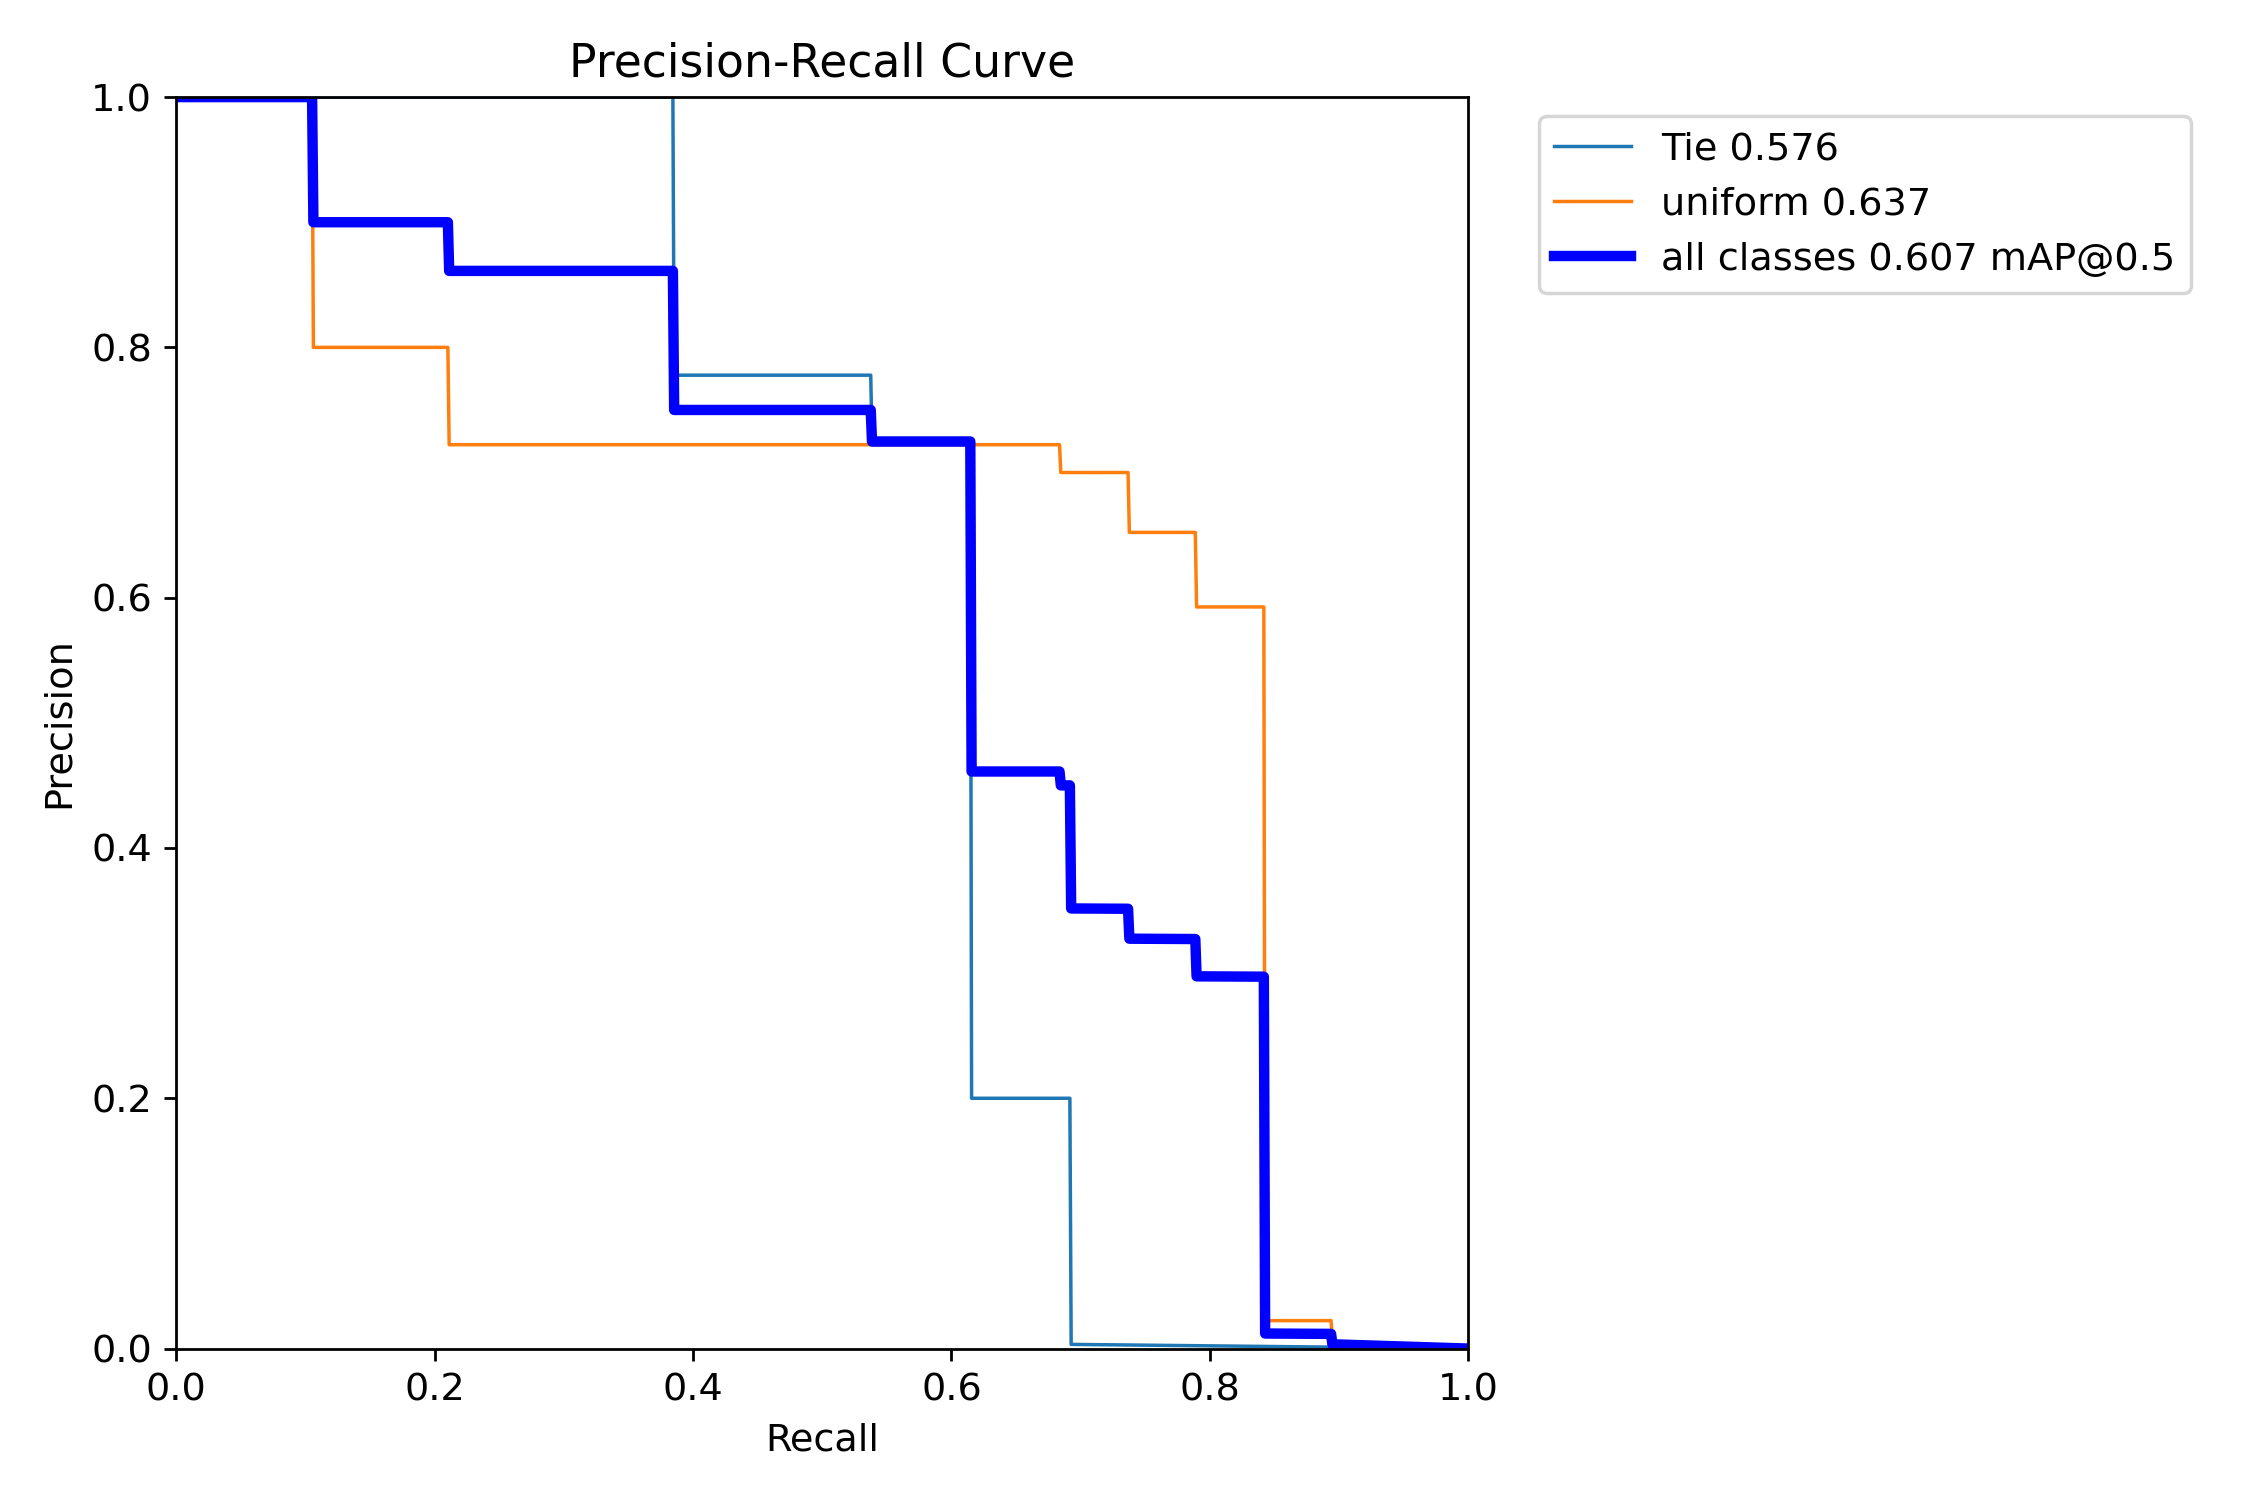 Precision-Recall Curve
1.0
0.8
0.6
0.4
0.2
0.0
Precision
0.0 0.2 0.4 0.6 0.8 1.0
Recall
Tie 0.576
uniform 0.637
all classes 0.607 mAP@0.5